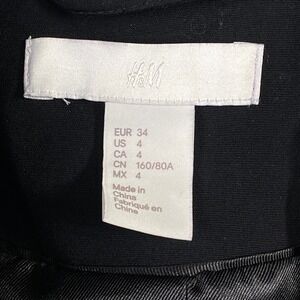 H&M
EUR 34
US 4
CA 4
CN 160/80A
MX 4
Made in
China
Fabriqué en
Chine